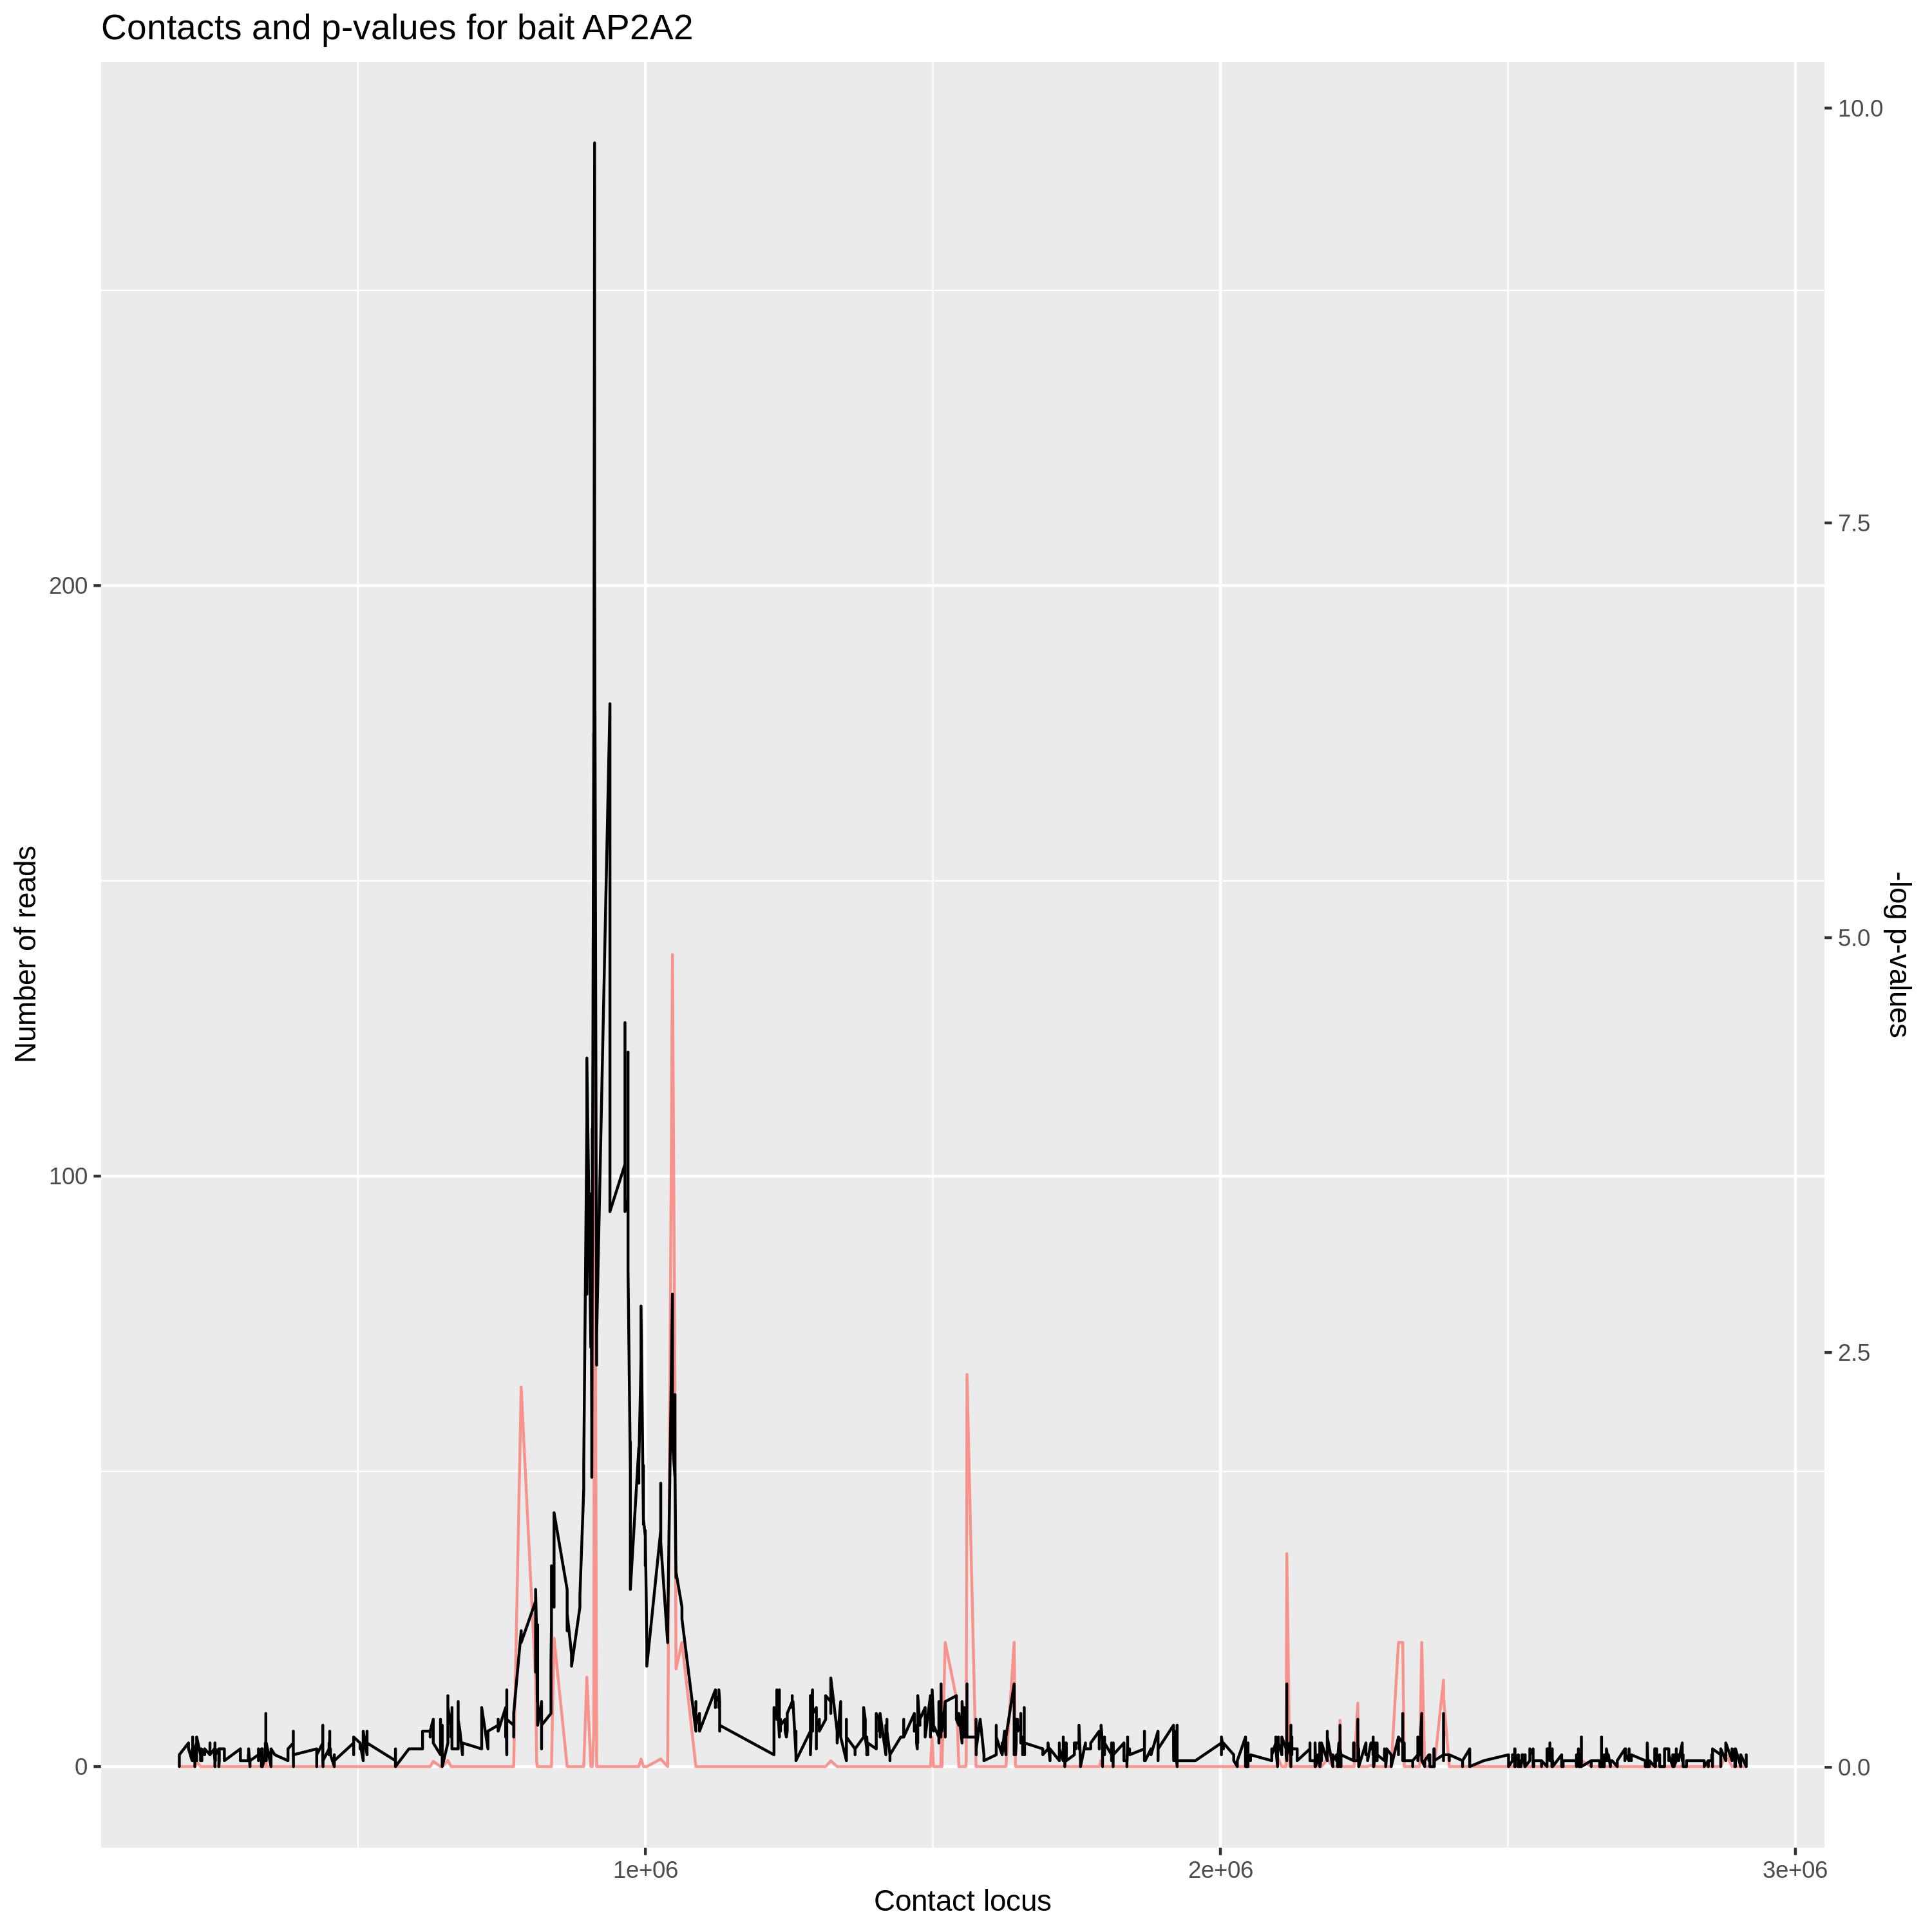 Contacts and p-values for bait AP2A2
10.0
7.5
200
5.0
Number of reads
-log p-values
100
2.5
0
0.0
1e+06
2e+06
3e+06
Contact locus